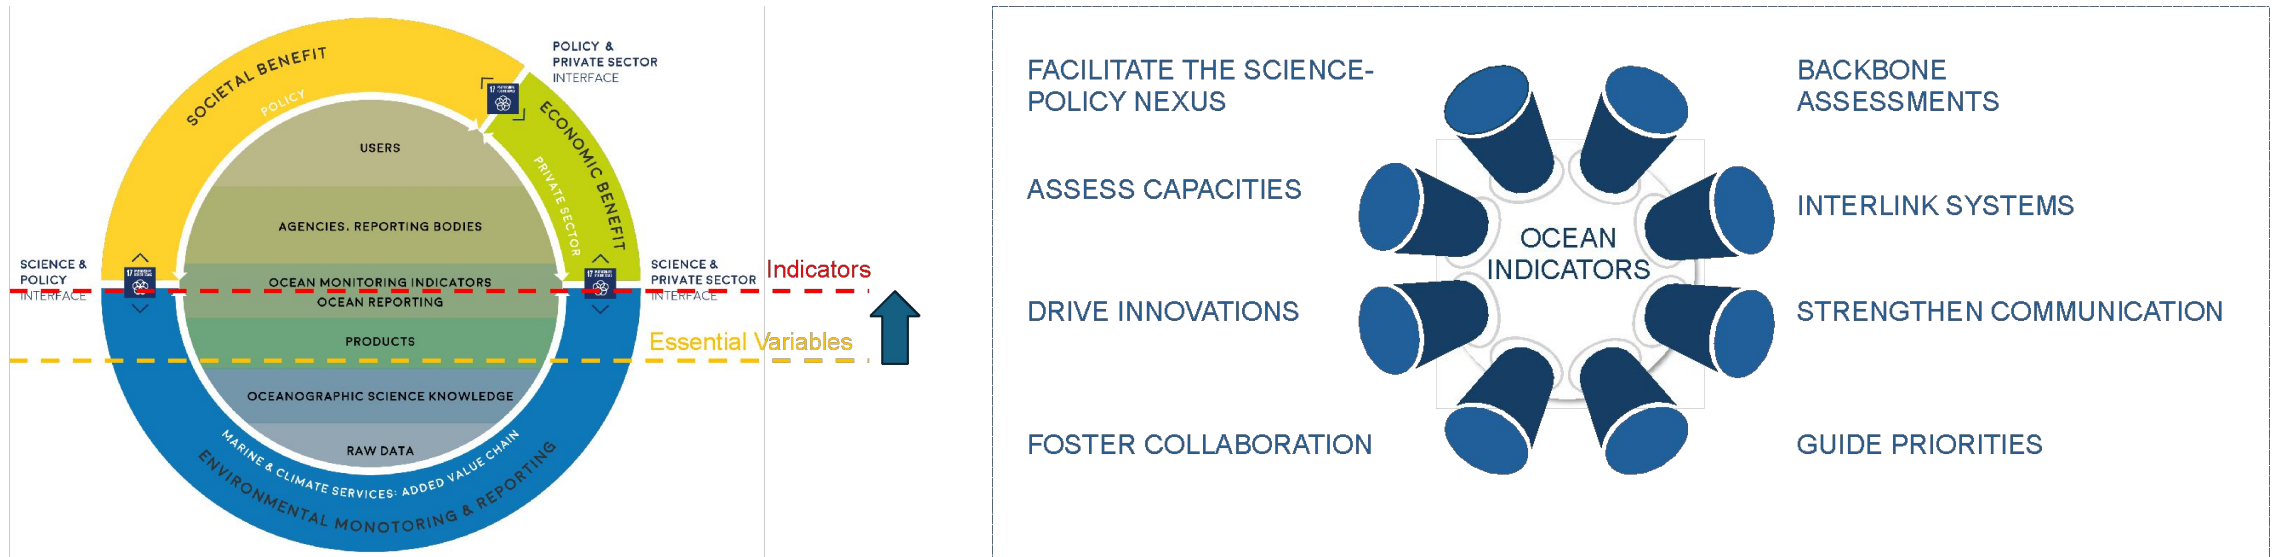 SOCIETAL BENEFIT
POLICY
POLICY &
PRIVATE SECTOR
INTERFACE
17
ECONOMIC BENEFIT
PRIVATE SECTOR
USERS
AGENCIES. REPORTING BODIES
SCIENCE &
POLICY
INTERFACE
17
OCEAN MONITORING INDICATORS
OCEAN REPORTING
17
SCIENCE &
PRIVATE SECTOR
INTERFACE
Indicators
PRODUCTS
Essential Variables
OCEANOGRAPHIC SCIENCE KNOWLEDGE
RAW DATA
MARINE & CLIMATE SERVICES: ADDED VALUE CHAIN
ENVIRONMENTAL MONOTORING & REPORTING
FACILITATE THE SCIENCE-
POLICY NEXUS
ASSESS CAPACITIES
DRIVE INNOVATIONS
FOSTER COLLABORATION
OCEAN
INDICATORS
BACKBONE
ASSESSMENTS
INTERLINK SYSTEMS
STRENGTHEN COMMUNICATION
GUIDE PRIORITIES